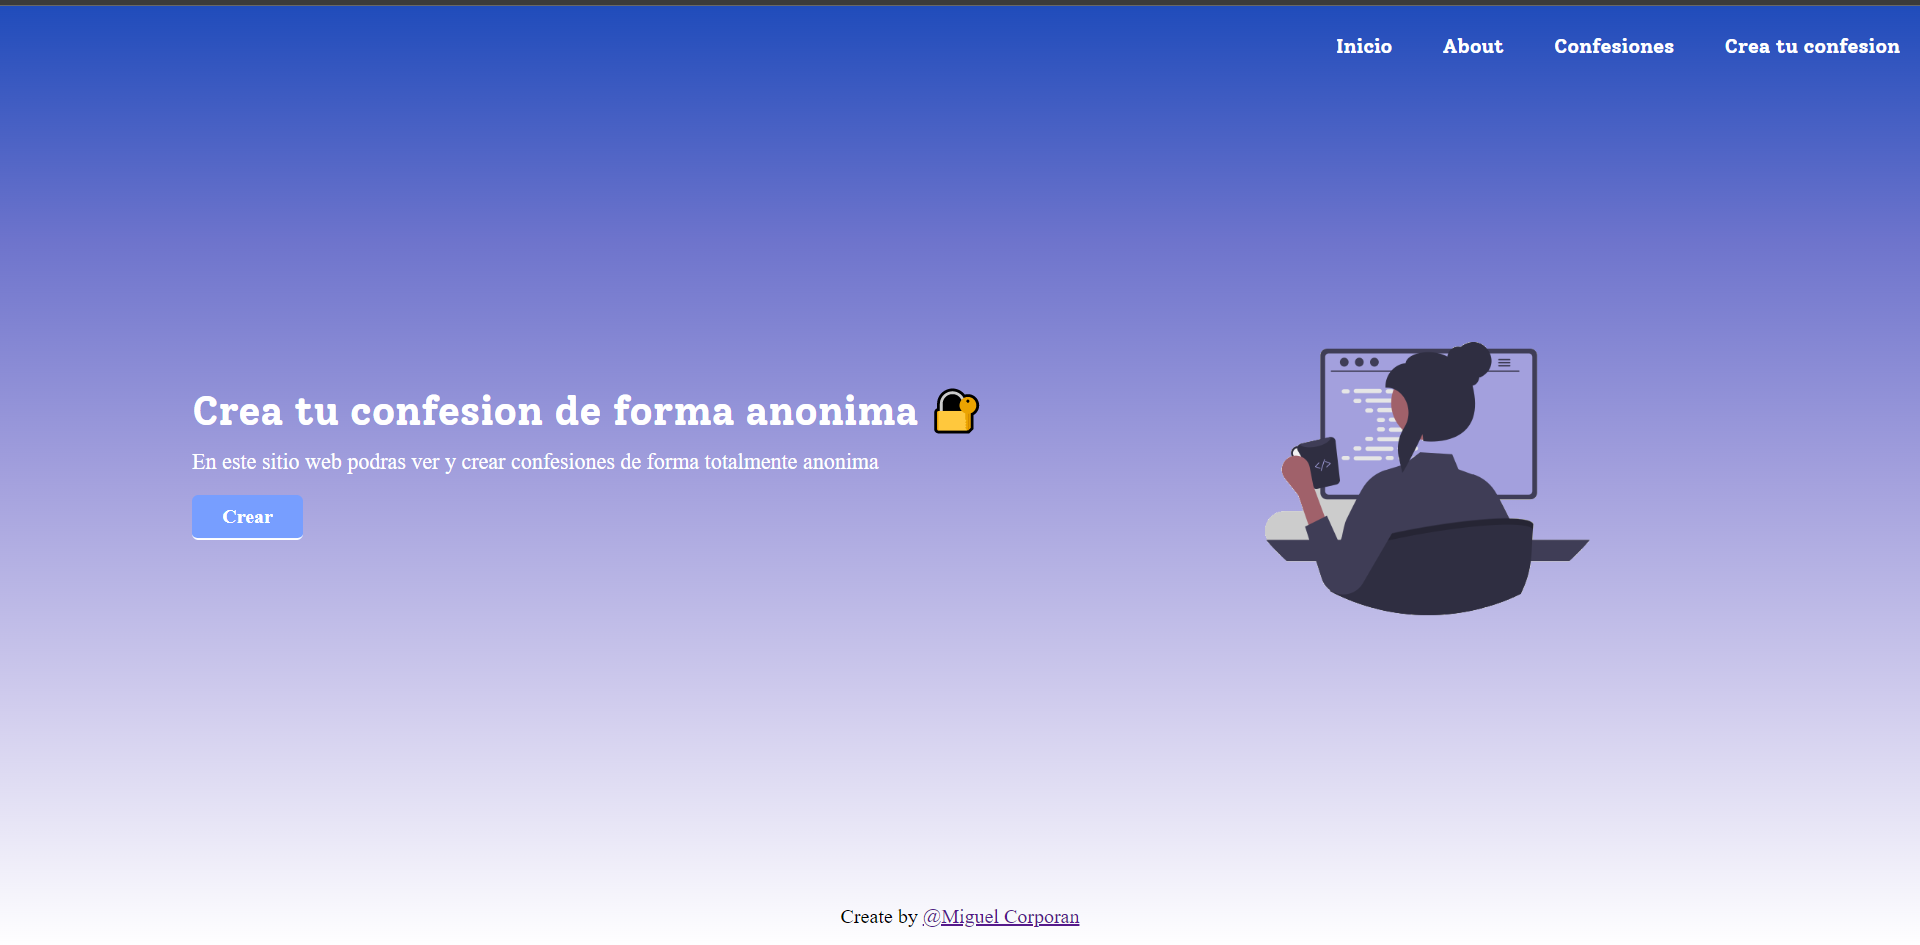 Inicio About Confesiones Crea tu confesion
Crea tu confesion de forma anonima 🔐
En este sitio web podras ver y crear confesiones de forma totalmente anonima
Crear
</>
Create by @Miguel Corporan